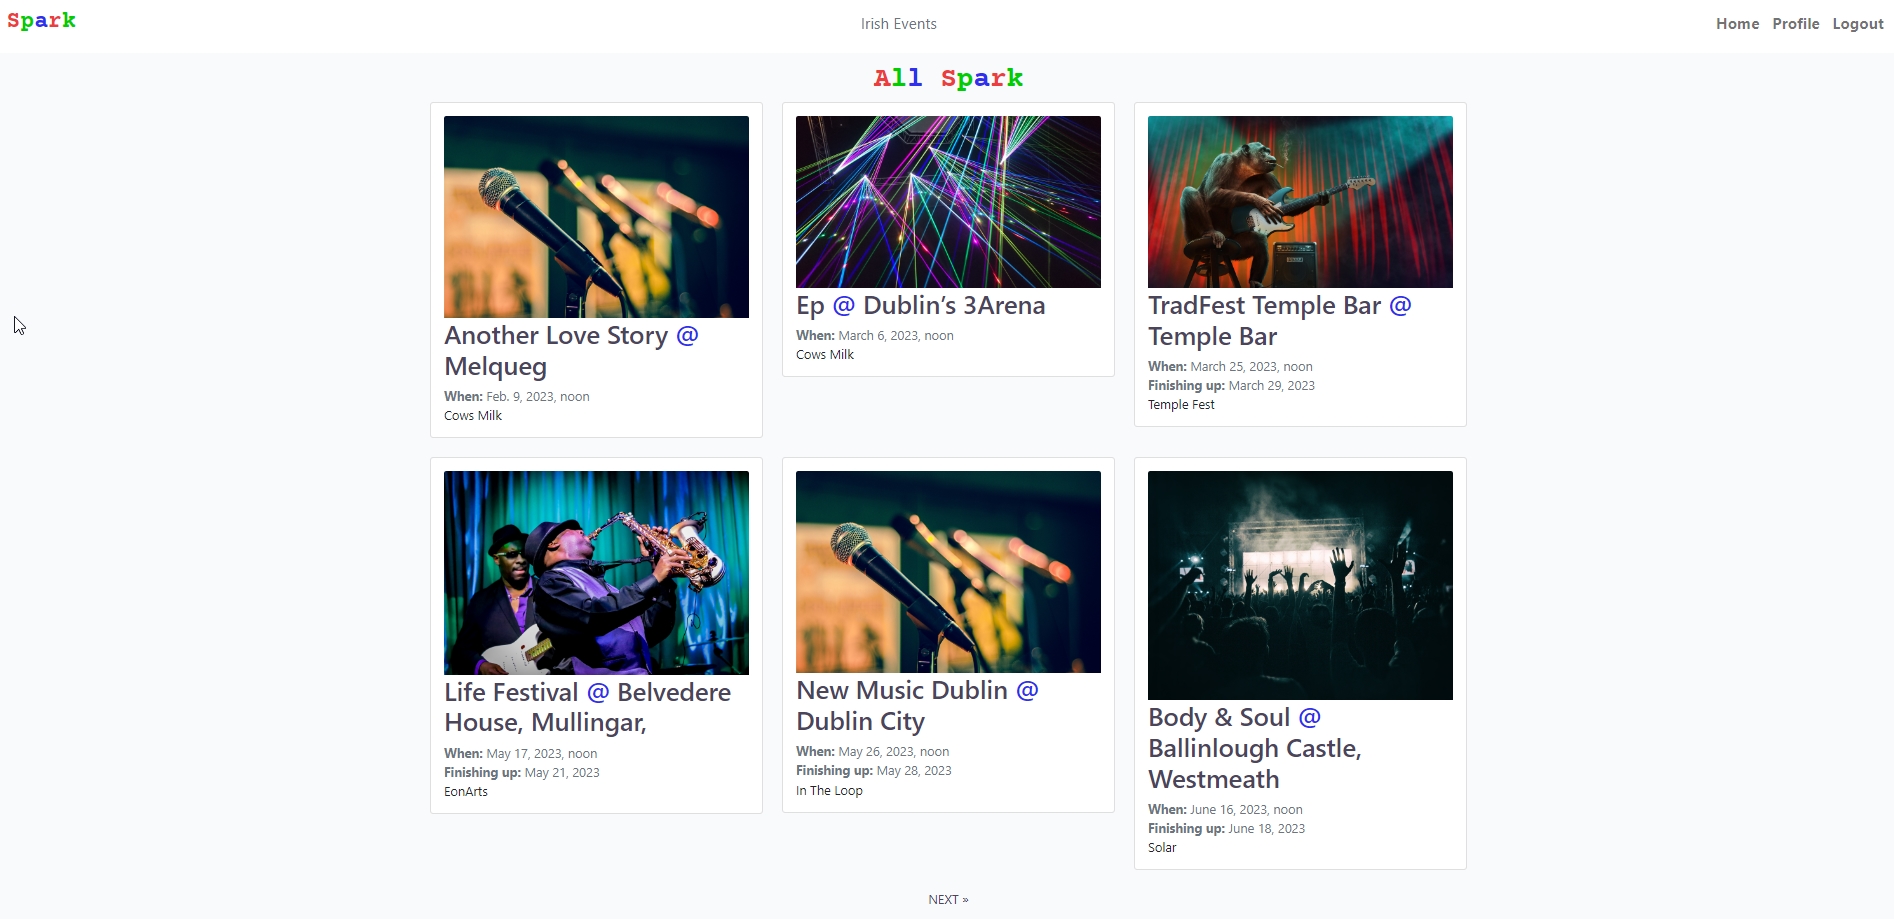 Spark
Irish Events
Home Profile Logout
All Spark
Another Love Story @
Melqueg
When: Feb. 9, 2023, noon
Cows Milk
Ep @ Dublin’s 3Arena
When: March 6, 2023, noon
Cows Milk
TradFest Temple Bar @
Temple Bar
When: March 25, 2023, noon
Finishing up: March 29, 2023
Temple Fest
Life Festival @ Belvedere
House, Mullingar,
When: May 17, 2023, noon
Finishing up: May 21, 2023
EonArts
New Music Dublin @
Dublin City
When: May 26, 2023, noon
Finishing up: May 28, 2023
In The Loop
Body & Soul @
Ballinlough Castle,
Westmeath
When: June 16, 2023, noon
Finishing up: June 18, 2023
Solar
NEXT »